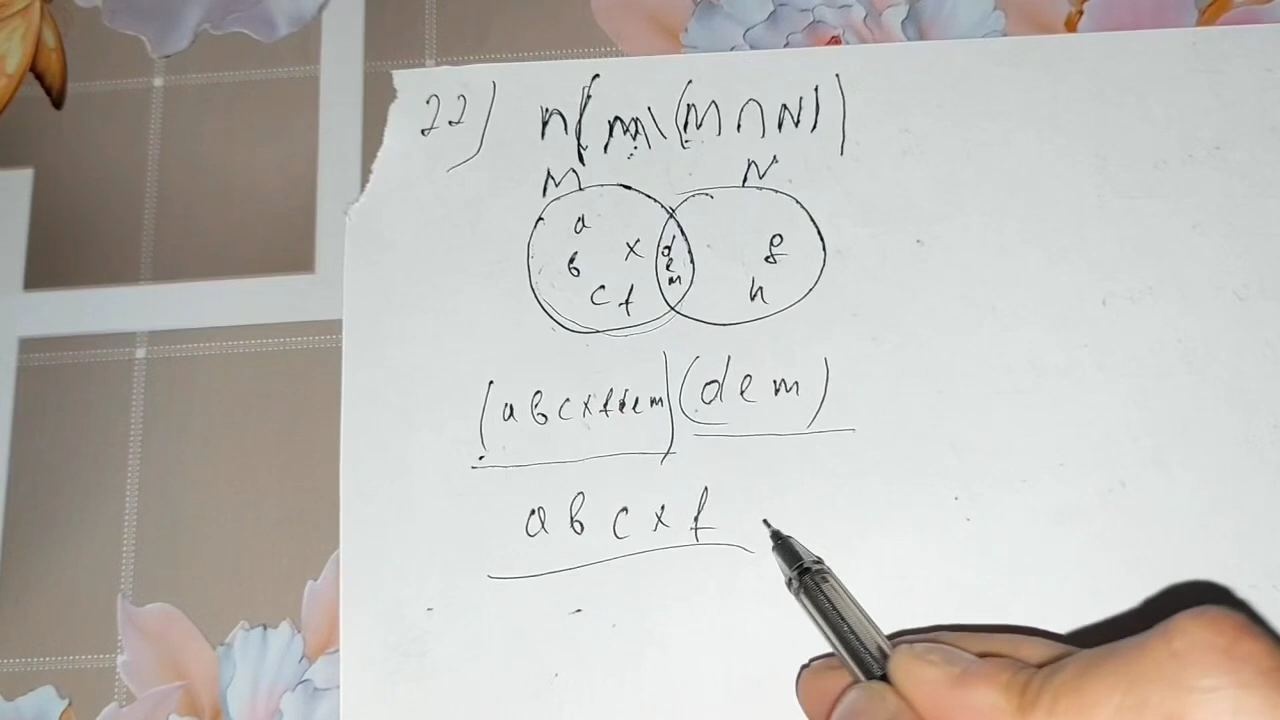 22) n(M\(M∩N))
M N
a
в x d g
e
c f m h
(a в c x f d e m)\(d e m)
a в c x f